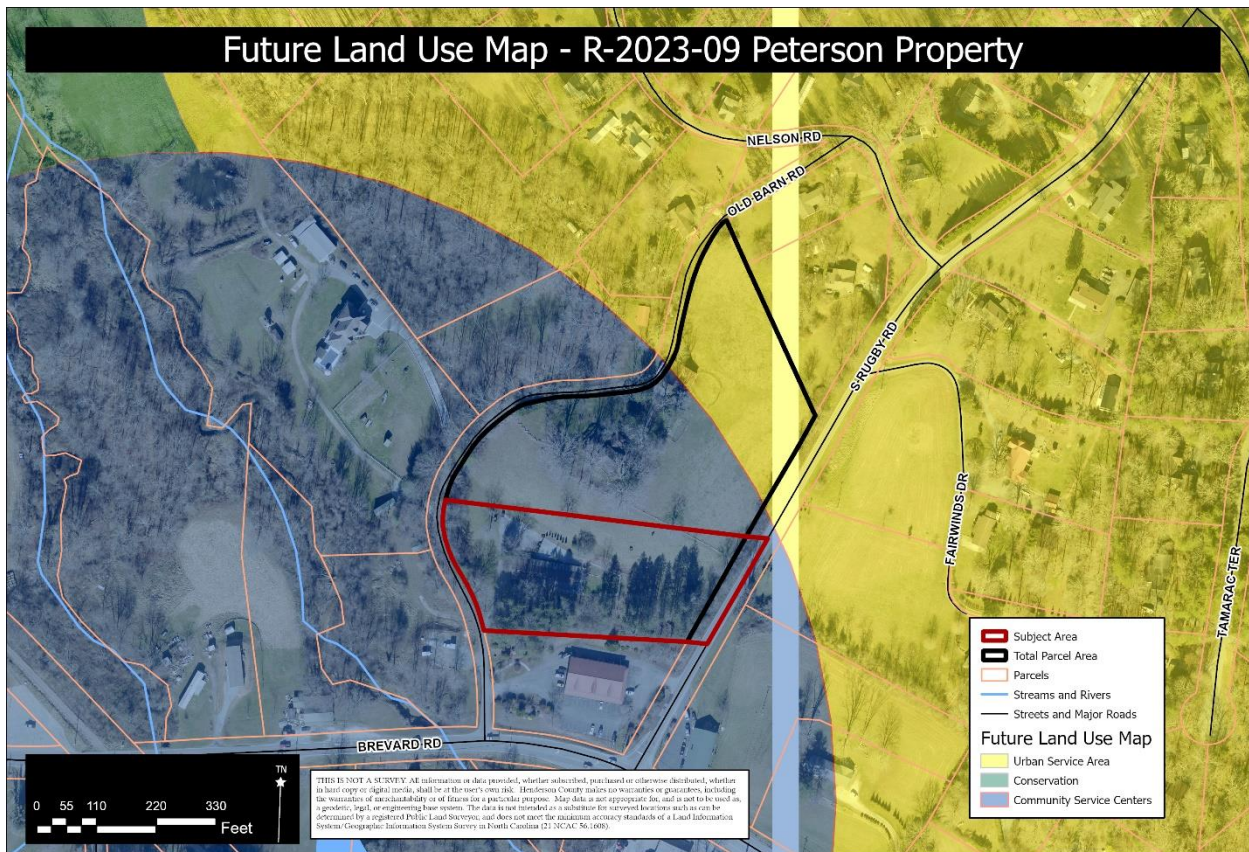 Future Land Use Map - R-2023-09 Peterson Property
NELSON RD
OLD BARN RD
S RUGBY RD
FAIRWINDS DR
TAMARAC TER
BREVARD RD
Subject Area
Total Parcel Area
Parcels
Streams and Rivers
Streets and Major Roads
Future Land Use Map
Urban Service Area
Conservation
Community Service Centers
TN
0 55 110 220 330
Feet
THIS IS NOT A SURVEY. All information or data provided, whether subscribed, purchased or otherwise distributed, whether
in hard copy or digital media, shall be at the user's own risk. Henderson County makes no warranties or guarantees, including
the warranties of merchantability or of fitness for a particular purpose. Map data is not appropriate for, and is not to be used as,
a geodetic, legal, or engineering base system. The data is not intended as a substitute for surveyed locations such as can be
determined by a registered Public Land Surveyor, and does not meet the minimum accuracy standards of a Land Information
System/Geographic Information System Survey in North Carolina (21 NCAC 56.1608).